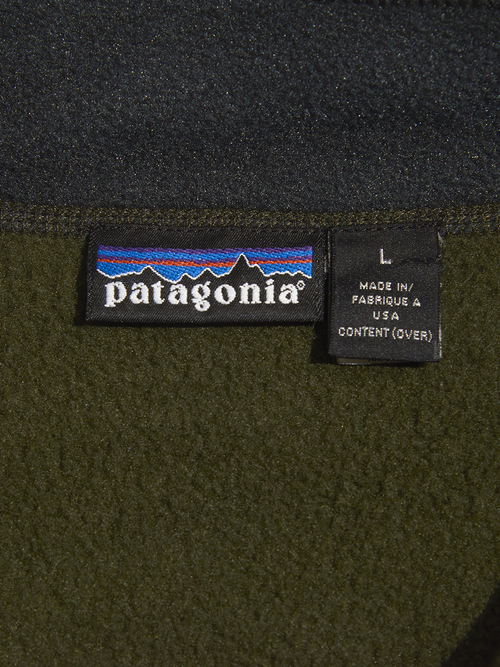 patagonia®
L
MADE IN/
FABRIQUE A
USA
CONTENT (OVER)